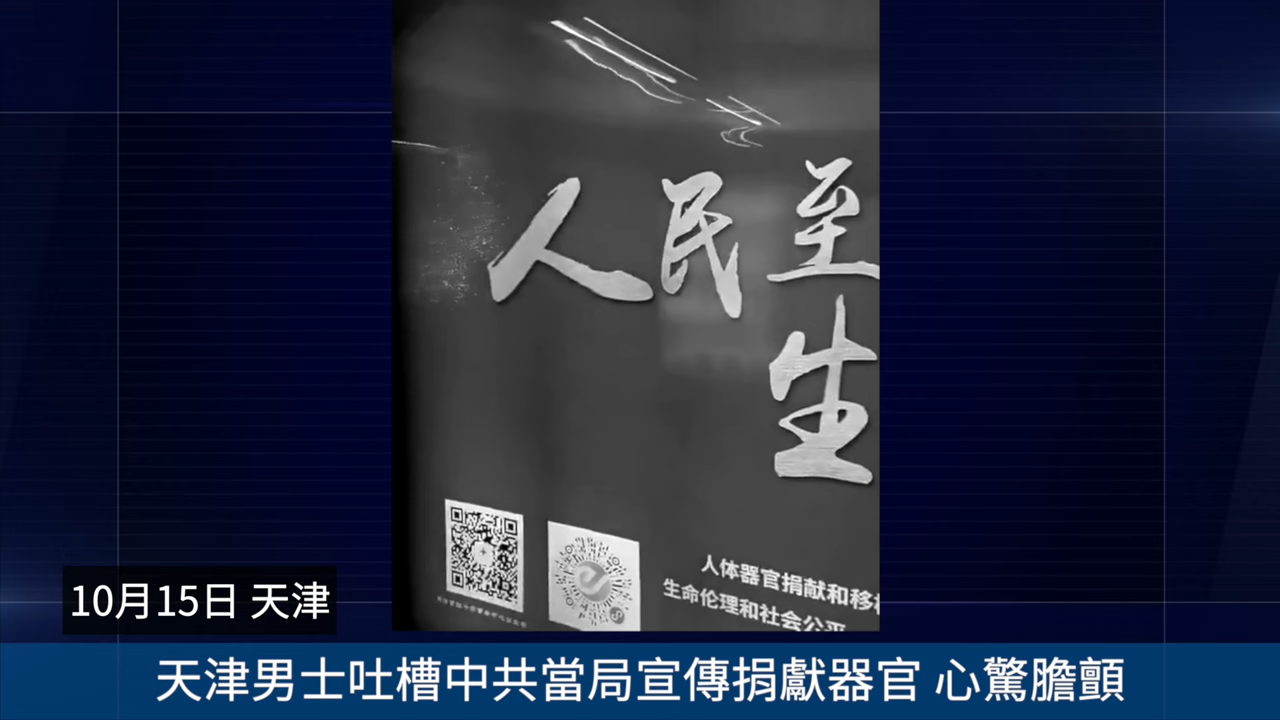 人民至
生
人体器官捐献和移
生命伦理和社会公平
10月15日 天津
天津男士吐槽中共當局宣傳捐獻器官 心驚膽顫